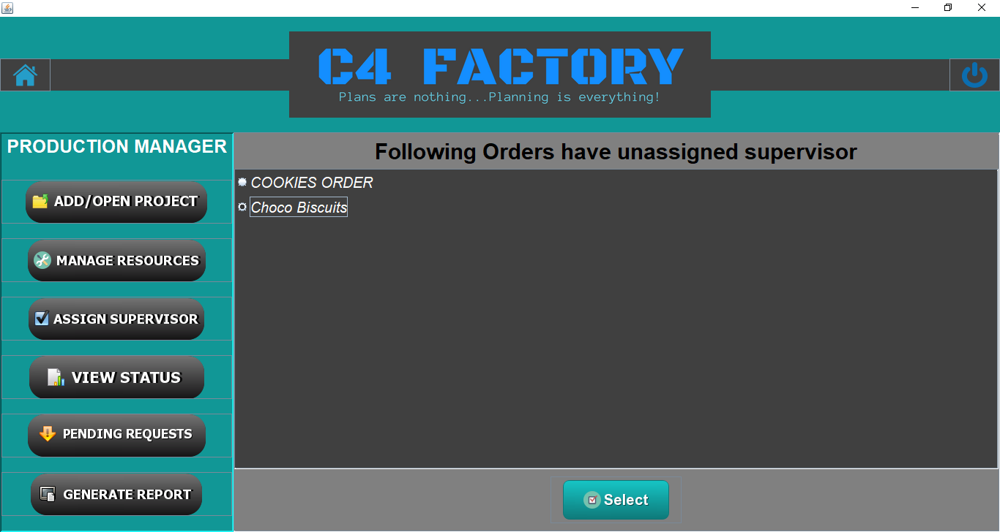 C4 FACTORY
Plans are nothing...Planning is everything!
PRODUCTION MANAGER
ADD/OPEN PROJECT
MANAGE RESOURCES
ASSIGN SUPERVISOR
VIEW STATUS
PENDING REQUESTS
GENERATE REPORT
Following Orders have unassigned supervisor
COOKIES ORDER
Choco Biscuits
Select